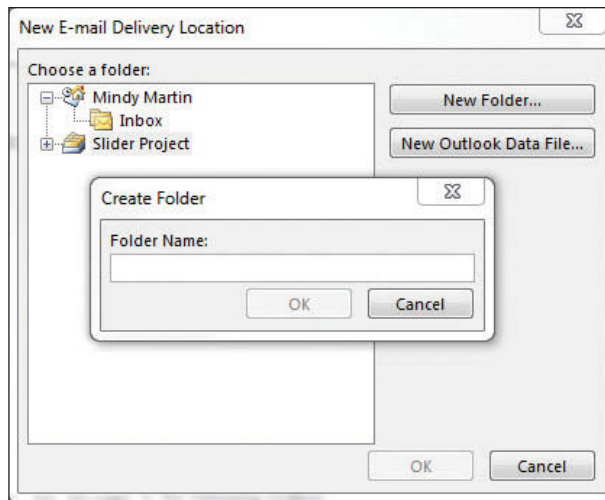 New E-mail Delivery Location
Choose a folder:
Mindy Martin
Inbox
Slider Project
New Folder...
New Outlook Data File...
Create Folder
Folder Name:
OK
Cancel
OK
Cancel